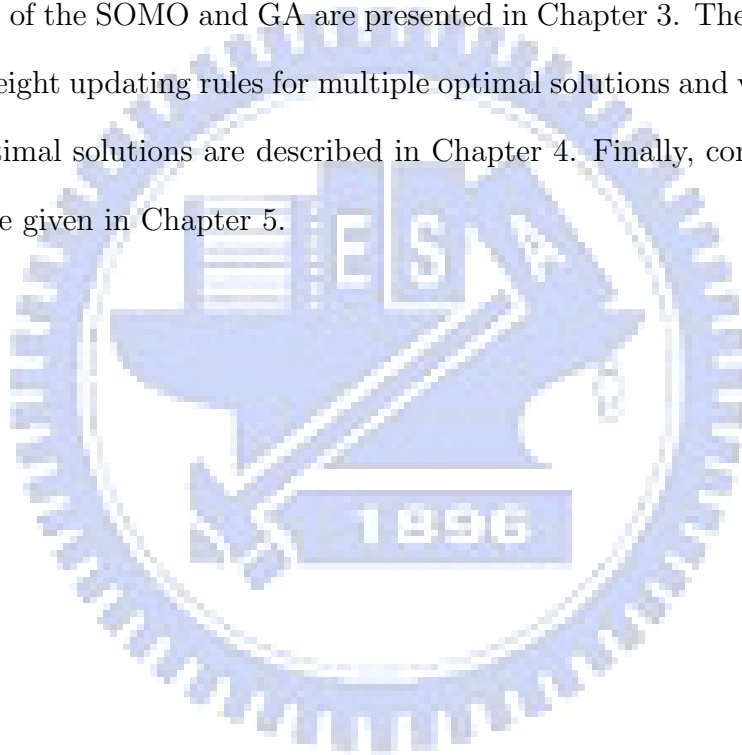 of the SOMO and GA are presented in Chapter 3. The
eight updating rules for multiple optimal solutions and
timal solutions are described in Chapter 4. Finally, con
e given in Chapter 5.
E S A
1896